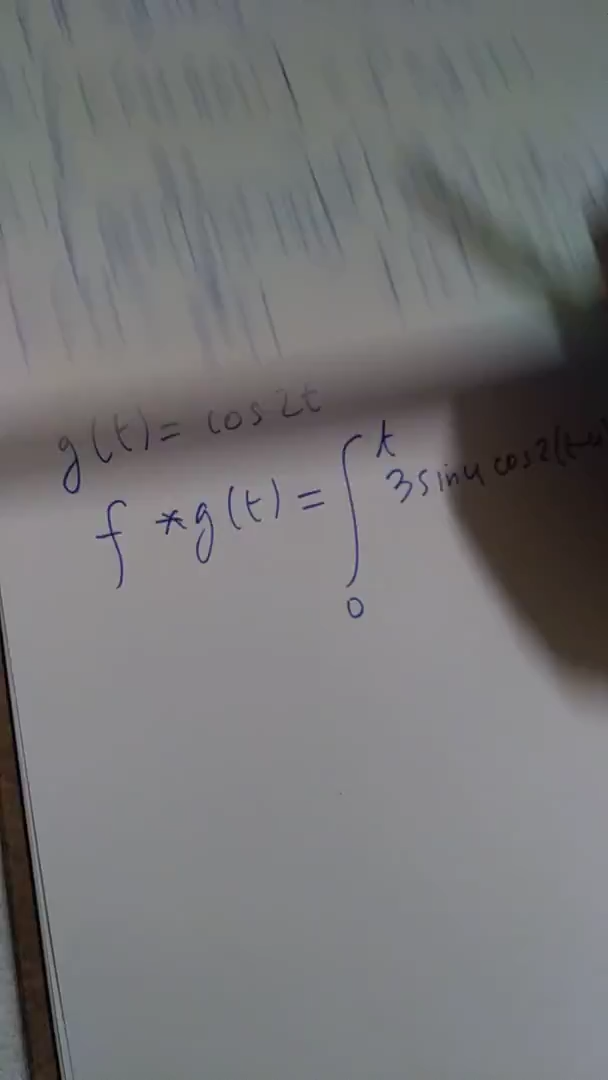 g(t) = cos 2t
f * g(t) = ∫₀ᵗ 3 sin u cos 2(t-u